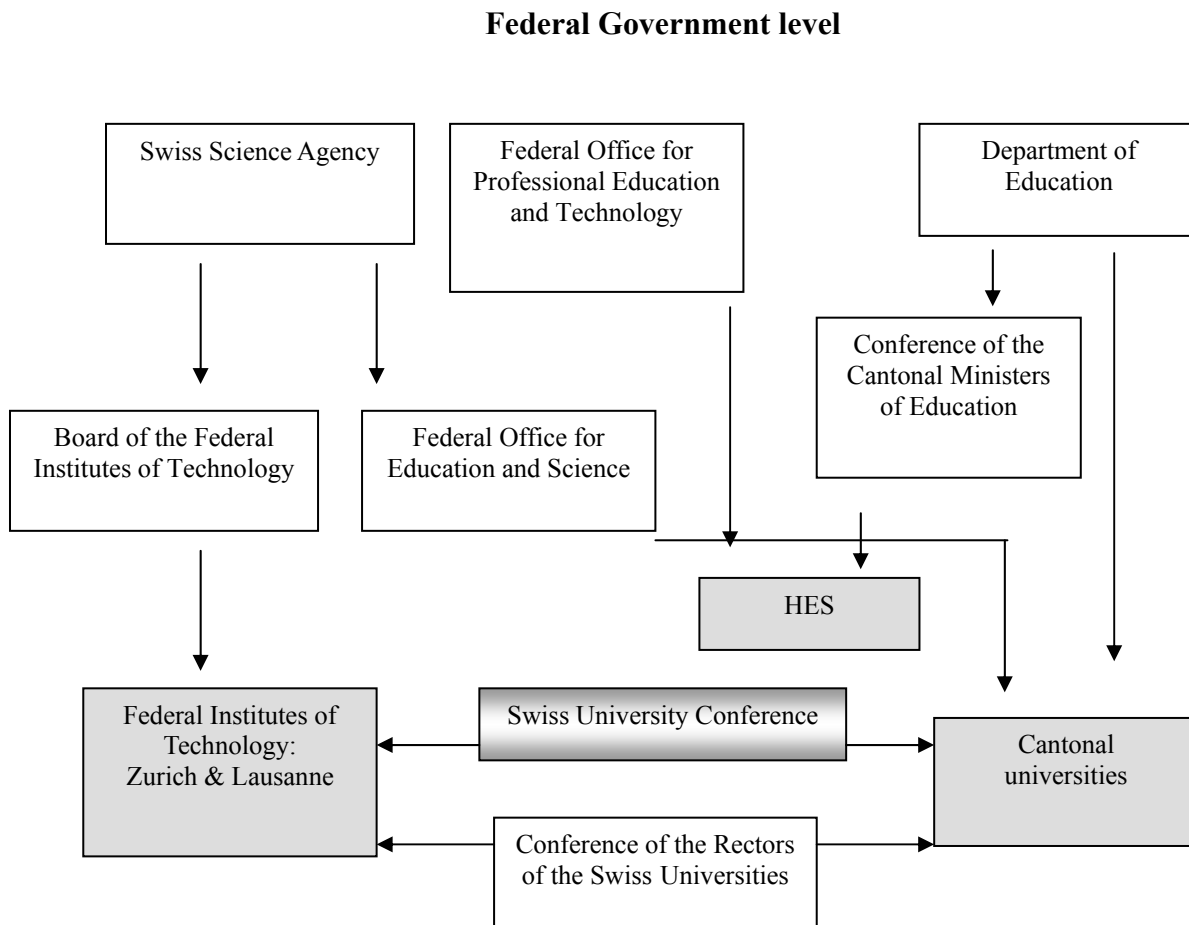 Federal Government level
Swiss Science Agency
Federal Office for
Professional Education
and Technology
Department of
Education
Conference of the
Cantonal Ministers
of Education
Board of the Federal
Institutes of Technology
Federal Office for
Education and Science
HES
Federal Institutes of
Technology:
Zurich & Lausanne
Swiss University Conference
Cantonal
universities
Conference of the Rectors
of the Swiss Universities